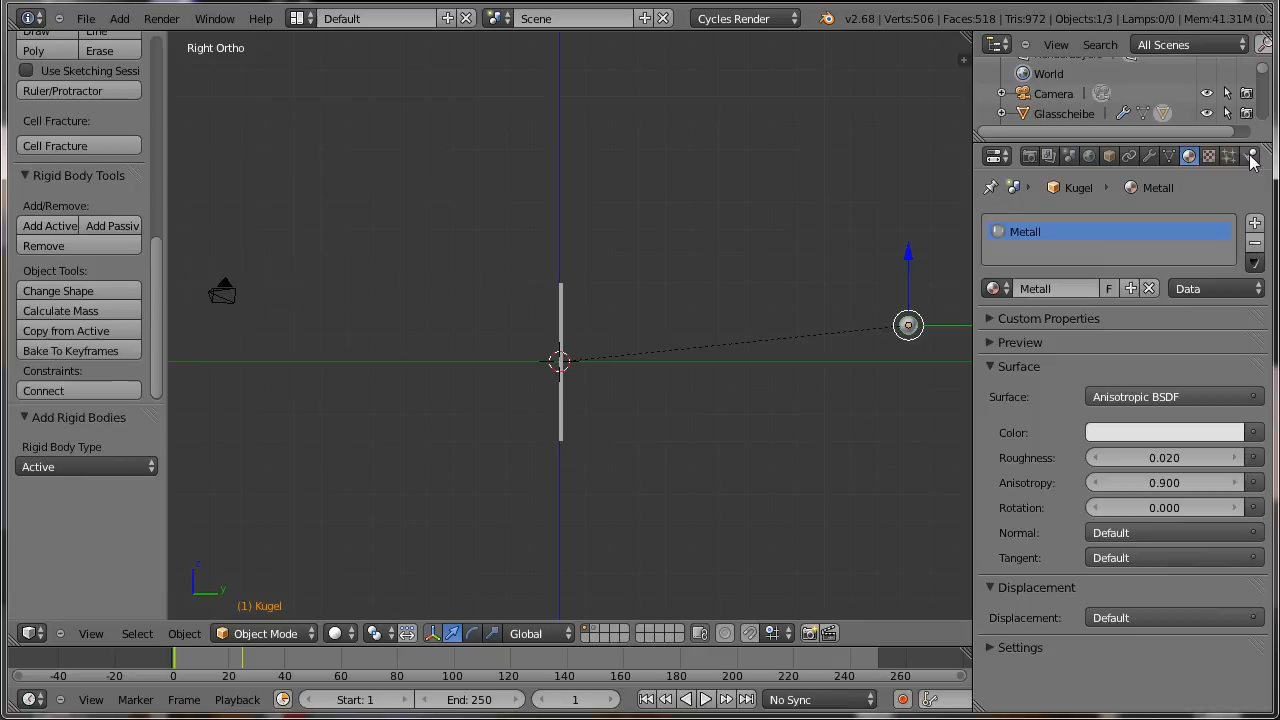 File Add Render Window Help Default Scene Cycles Render v2.68 | Verts:506 | Faces:518 | Tris:972 | Objects:1/3 | Lamps:0/0 | Mem:41.31M (0.
Draw Line
Poly Erase
Use Sketching Sessi
Ruler/Protractor
Cell Fracture:
Cell Fracture
Rigid Body Tools
Add/Remove:
Add Active Add Passiv
Remove
Object Tools:
Change Shape
Calculate Mass
Copy from Active
Bake To Keyframes
Constraints:
Connect
Add Rigid Bodies
Rigid Body Type
Active
Right Ortho
z
y
(1) Kugel
View Search All Scenes
World
Camera
Glasscheibe
Kugel Metall
Metall
Metall F Data
Custom Properties
Preview
Surface
Surface: Anisotropic BSDF
Color:
Roughness: 0.020
Anisotropy: 0.900
Rotation: 0.000
Normal: Default
Tangent: Default
Displacement
Displacement: Default
Settings
View Select Object Object Mode Global
-40 -20 0 20 40 60 80 100 120 140 160 180 200 220 240 260
View Marker Frame Playback Start: 1 End: 250 1 No Sync